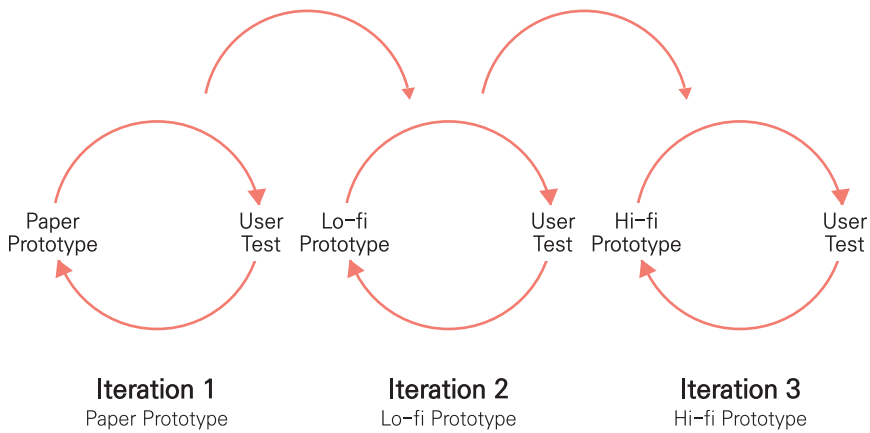 Paper
Prototype
User
Test
Lo-fi
Prototype
User
Test
Hi-fi
Prototype
User
Test
Iteration 1
Paper Prototype
Iteration 2
Lo-fi Prototype
Iteration 3
Hi-fi Prototype